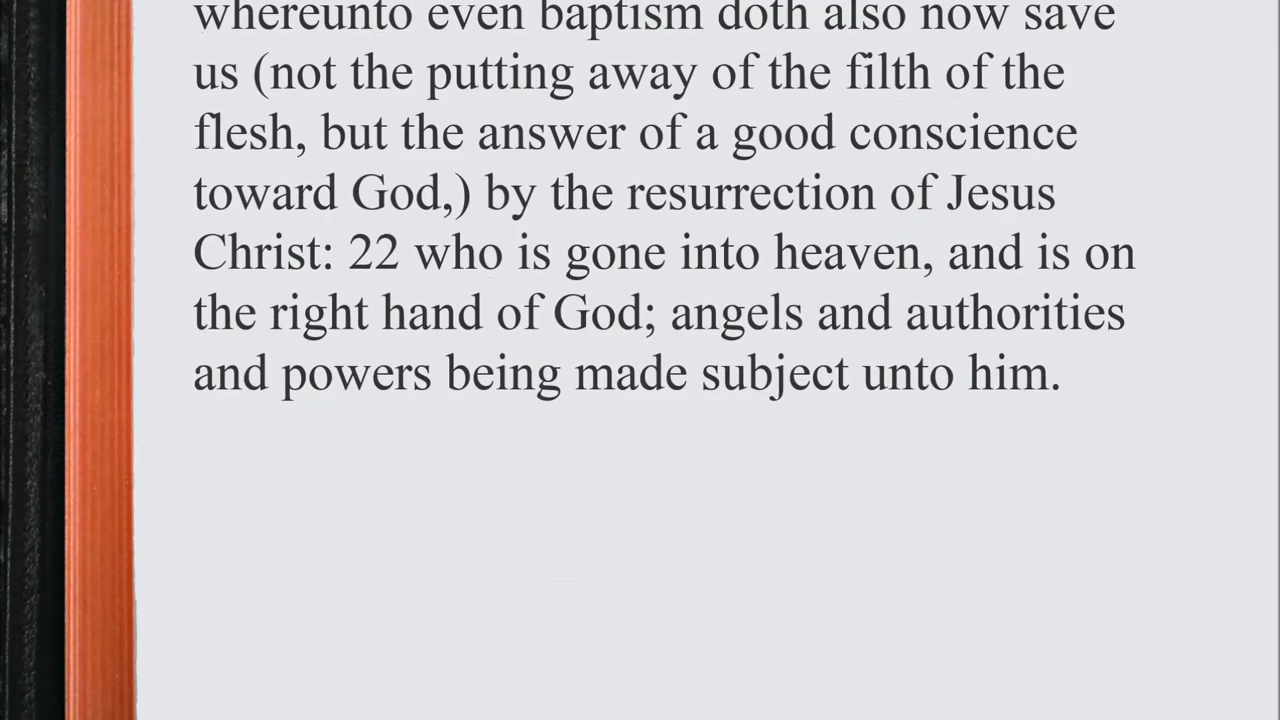 whereunto even baptism doth also now save
us (not the putting away of the filth of the
flesh, but the answer of a good conscience
toward God,) by the resurrection of Jesus
Christ: 22 who is gone into heaven, and is on
the right hand of God; angels and authorities
and powers being made subject unto him.